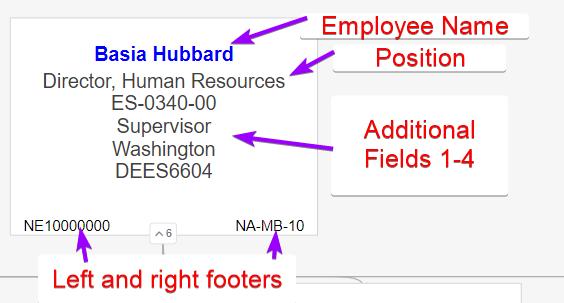 Employee Name
Basia Hubbard
Position
Director, Human Resources
ES-0340-00
Supervisor
Washington
DEES6604
Additional
Fields 1-4
NE10000000
6
NA-MB-10
Left and right footers